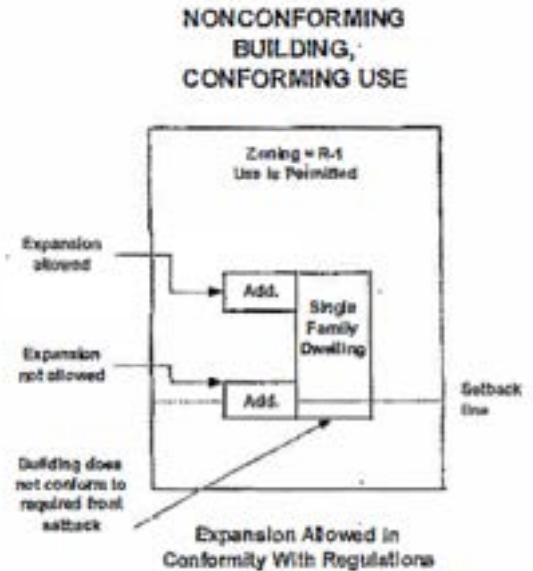 NONCONFORMING
BUILDING,
CONFORMING USE
Zoning = R-1
Use is Permitted
Expansion
allowed
Add.
Single
Family
Dwelling
Expansion
not allowed
Add.
Setback
line
Building does
not conform to
required front
setback
Expansion Allowed in
Conformity With Regulations